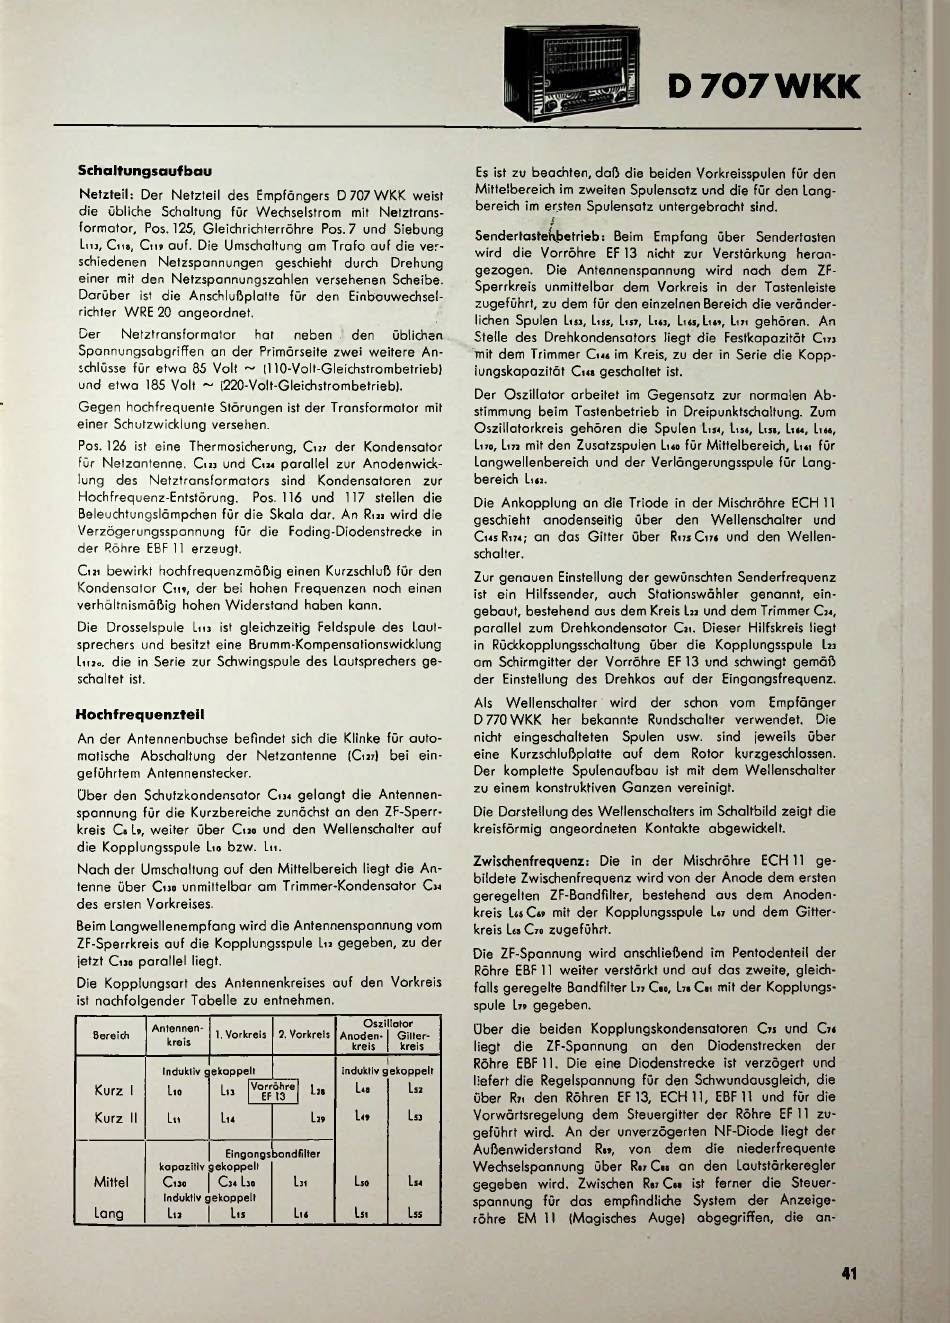 D 707 WKK
Schaltungsaufbau
Netzteil: Der Netzteil des Empfängers D 707 WKK weist
die übliche Schaltung für Wechselstrom mit Netztrans-
formator, Pos. 125, Gleichrichterröhre Pos. 7 und Siebung
L113, C118, C119 auf. Die Umschaltung am Trafo auf die ver-
schiedenen Netzspannungen geschieht durch Drehung
einer mit den Netzspannungszahlen versehenen Scheibe.
Darüber ist die Anschlußplatte für den Einbauwechsel-
richter WRE 20 angeordnet.
Der Netztransformator hat neben den üblichen
Spannungsabgriffen an der Primärseite zwei weitere An-
schlüsse für etwa 85 Volt ~ (110-Volt-Gleichstrombetrieb)
und etwa 185 Volt ~ (220-Volt-Gleichstrombetrieb).
Gegen hochfrequente Störungen ist der Transformator mit
einer Schutzwicklung versehen.
Pos. 126 ist eine Thermosicherung, C127 der Kondensator
für Netzantenne. C123 und C124 parallel zur Anodenwick-
lung des Netztransformators sind Kondensatoren zur
Hochfrequenz-Entstörung. Pos. 116 und 117 stellen die
Beleuchtungslämpchen für die Skala dar. An R122 wird die
Verzögerungsspannung für die Fading-Diodenstrecke in
der Röhre EBF 11 erzeugt.
C121 bewirkt hochfrequenzmäßig einen Kurzschluß für den
Kondensator C119, der bei hohen Frequenzen noch einen
verhältnismäßig hohen Widerstand haben kann.
Die Drosselspule L113 ist gleichzeitig Feldspule des Laut-
sprechers und besitzt eine Brumm-Kompensationswicklung
L112a, die in Serie zur Schwingspule des Lautsprechers ge-
schaltet ist.
Hochfrequenzteil
An der Antennenbuchse befindet sich die Klinke für auto-
matische Abschaltung der Netzantenne (C127) bei ein-
geführtem Antennenstecker.
Über den Schutzkondensator C134 gelangt die Antennen-
spannung für die Kurzbereiche zunächst an den ZF-Sperr-
kreis C8 L9, weiter über C130 und den Wellenschalter auf
die Kopplungsspule L10 bzw. L11.
Nach der Umschaltung auf den Mittelbereich liegt die An-
tenne über C130 unmittelbar am Trimmer-Kondensator C34
des ersten Vorkreises.
Beim Langwellenempfang wird die Antennenspannung vom
ZF-Sperrkreis auf die Kopplungsspule L12 gegeben, zu der
jetzt C130 parallel liegt.
Die Kopplungsart des Antennenkreises auf den Vorkreis
ist nachfolgender Tabelle zu entnehmen.
Bereich Antennen-kreis 1. Vorkreis 2. Vorkreis Oszillator Anoden-kreis Gitter-kreis
Induktiv gekoppelt Induktiv gekoppelt
Kurz I L10 L13 Vorröhre EF 13 L28 L48 L52
Kurz II L11 L14 L29 L49 L53
Eingangsbandfilter
kapazitiv gekoppelt
Mittel C130 C34 L30 L31 L50 L54
Induktiv gekoppelt
Lang L12 L15 L16 L51 L55
Es ist zu beachten, daß die beiden Vorkreisspulen für den
Mittelbereich im zweiten Spulensatz und die für den Lang-
bereich im ersten Spulensatz untergebracht sind.
Sendertastenbetrieb: Beim Empfang über Sendertasten
wird die Vorröhre EF 13 nicht zur Verstärkung heran-
gezogen. Die Antennenspannung wird nach dem ZF-
Sperrkreis unmittelbar dem Vorkreis in der Tastenleiste
zugeführt, zu dem für den einzelnen Bereich die veränder-
lichen Spulen L153, L155, L157, L163, L165, L169, L171 gehören. An
Stelle des Drehkondensators liegt die Festkapazität C173
mit dem Trimmer C146 im Kreis, zu der in Serie die Kopp-
lungskapazität C148 geschaltet ist.
Der Oszillator arbeitet im Gegensatz zur normalen Ab-
stimmung beim Tastenbetrieb in Dreipunktschaltung. Zum
Oszillatorkreis gehören die Spulen L154, L156, L158, L164, L166,
L170, L172 mit den Zusatzspulen L160 für Mittelbereich, L161 für
Langwellenbereich und der Verlängerungsspule für Lang-
bereich L162.
Die Ankopplung an die Triode in der Mischröhre ECH 11
geschieht anodenseitig über den Wellenschalter und
C145 R174; an das Gitter über R175 C176 und den Wellen-
schalter.
Zur genauen Einstellung der gewünschten Senderfrequenz
ist ein Hilfssender, auch Stationswähler genannt, ein-
gebaut, bestehend aus dem Kreis L22 und dem Trimmer C24,
parallel zum Drehkondensator C21. Dieser Hilfskreis liegt
in Rückkopplungsschaltung über die Kopplungsspule L23
am Schirmgitter der Vorröhre EF 13 und schwingt gemäß
der Einstellung des Drehkos auf der Eingangsfrequenz.
Als Wellenschalter wird der schon vom Empfänger
D 770 WKK her bekannte Rundschalter verwendet. Die
nicht eingeschalteten Spulen usw. sind jeweils über
eine Kurzschlußplatte auf dem Rotor kurzgeschlossen.
Der komplette Spulenaufbau ist mit dem Wellenschalter
zu einem konstruktiven Ganzen vereinigt.
Die Darstellung des Wellenschalters im Schaltbild zeigt die
kreisförmig angeordneten Kontakte abgewickelt.
Zwischenfrequenz: Die in der Mischröhre ECH 11 ge-
bildete Zwischenfrequenz wird von der Anode dem ersten
geregelten ZF-Bandfilter, bestehend aus dem Anoden-
kreis L66 C69 mit der Kopplungsspule L67 und dem Gitter-
kreis L68 C70 zugeführt.
Die ZF-Spannung wird anschließend im Pentodenteil der
Röhre EBF 11 weiter verstärkt und auf das zweite, gleich-
falls geregelte Bandfilter L77 C80, L78 C81 mit der Kopplungs-
spule L79 gegeben.
Über die beiden Kopplungskondensatoren C75 und C76
liegt die ZF-Spannung an den Diodenstrecken der
Röhre EBF 11. Die eine Diodenstrecke ist verzögert und
liefert die Regelspannung für den Schwundausgleich, die
über R71 den Röhren EF 13, ECH 11, EBF 11 und für die
Vorwärtsregelung dem Steuergitter der Röhre EF 11 zu-
geführt wird. An der unverzögerten NF-Diode liegt der
Außenwiderstand R89, von dem die niederfrequente
Wechselspannung über R87 C88 an den Lautstärkeregler
gegeben wird. Zwischen R87 C88 ist ferner die Steuer-
spannung für das empfindliche System der Anzeige-
röhre EM 11 (Magisches Auge) abgegriffen, die an-
41